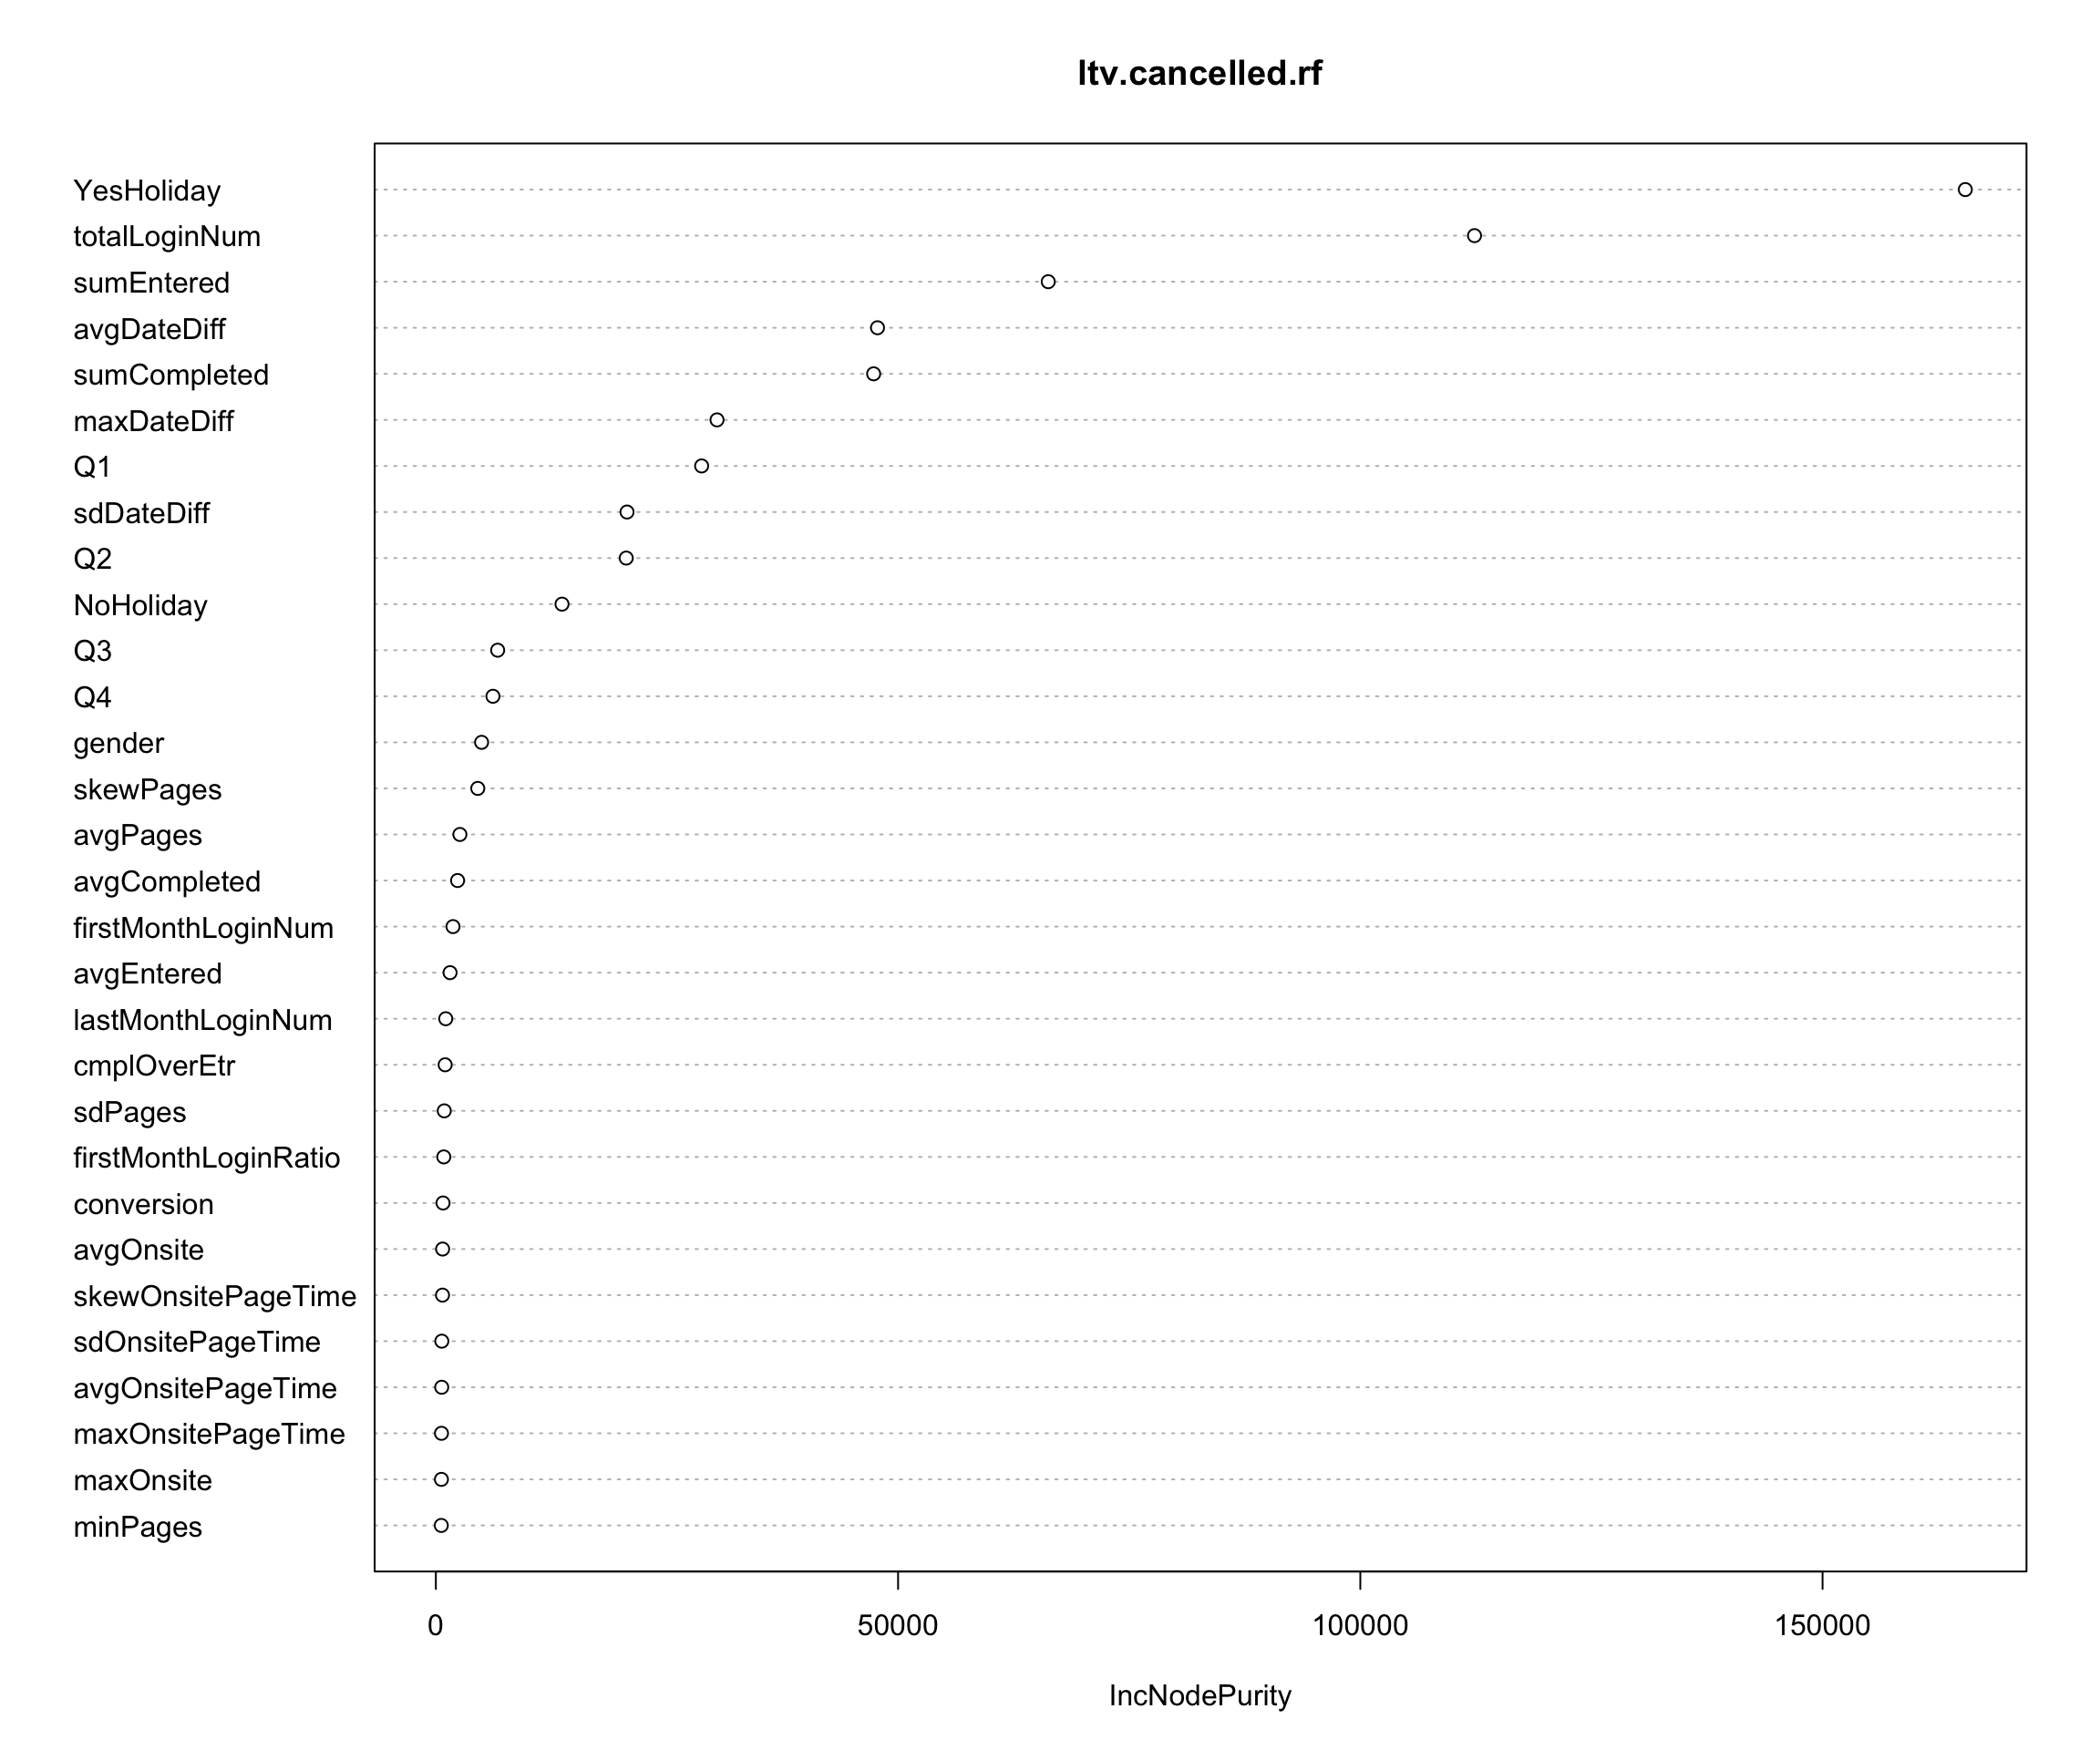 ltv.cancelled.rf
YesHoliday
totalLoginNum
sumEntered
avgDateDiff
sumCompleted
maxDateDiff
Q1
sdDateDiff
Q2
NoHoliday
Q3
Q4
gender
skewPages
avgPages
avgCompleted
firstMonthLoginNum
avgEntered
lastMonthLoginNum
cmplOverEtr
sdPages
firstMonthLoginRatio
conversion
avgOnsite
skewOnsitePageTime
sdOnsitePageTime
avgOnsitePageTime
maxOnsitePageTime
maxOnsite
minPages
0 50000 100000 150000
IncNodePurity